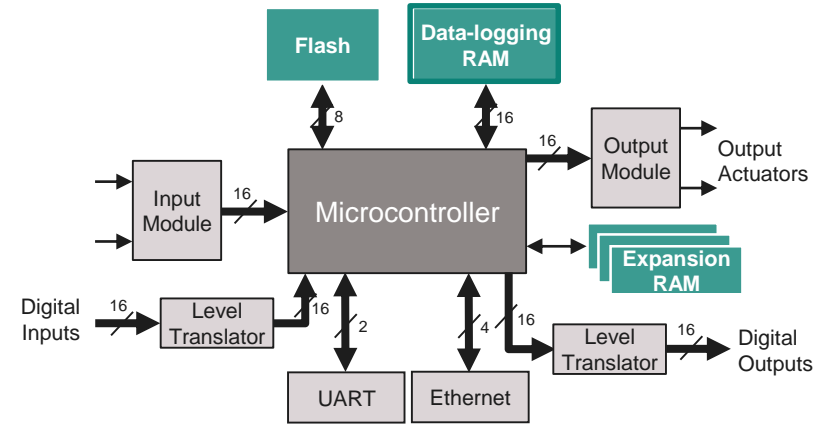 Flash
Data-logging
RAM
8
16
16
Output
Module
Output
Actuators
Input
Module
16
Microcontroller
Expansion
RAM
Digital
Inputs
16
Level
Translator
16
2
4
16
Level
Translator
16
Digital
Outputs
UART
Ethernet